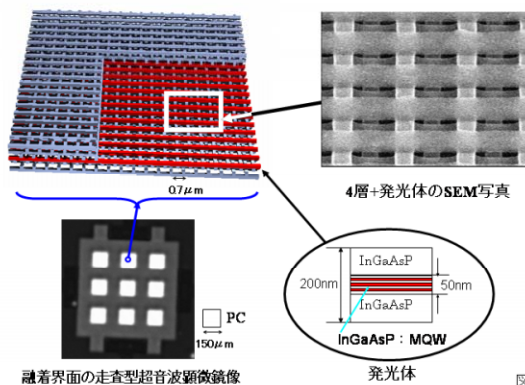 0.7μm
4層+発光体のSEM写真
InGaAsP
200nm
50nm
InGaAsP
InGaAsP：MQW
発光体
PC
150μm
融着界面の走査型超音波顕微鏡像
図